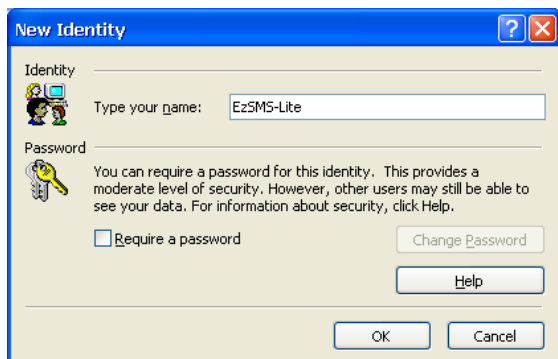 New Identity
Identity
Type your name: EzSMS-Lite
Password
You can require a password for this identity. This provides a
moderate level of security. However, other users may still be able to
see your data. For information about security, click Help.
Require a password Change Password
Help
OK Cancel